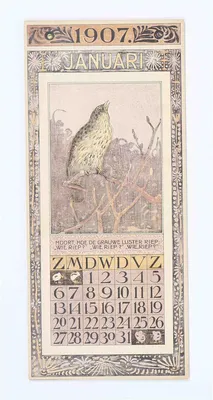 1907.
JANUARI
HOORT, HOE DE GRAUWE LIJSTER RIEP:
"WIE RIEP?" "WIE RIEP?" "WIE RIEP?"
Z M D W D V Z
1 2 3 4 5
6 7 8 9 10 11 12
13 14 15 16 17 18 19
20 21 22 23 24 25 26
27 28 29 30 31